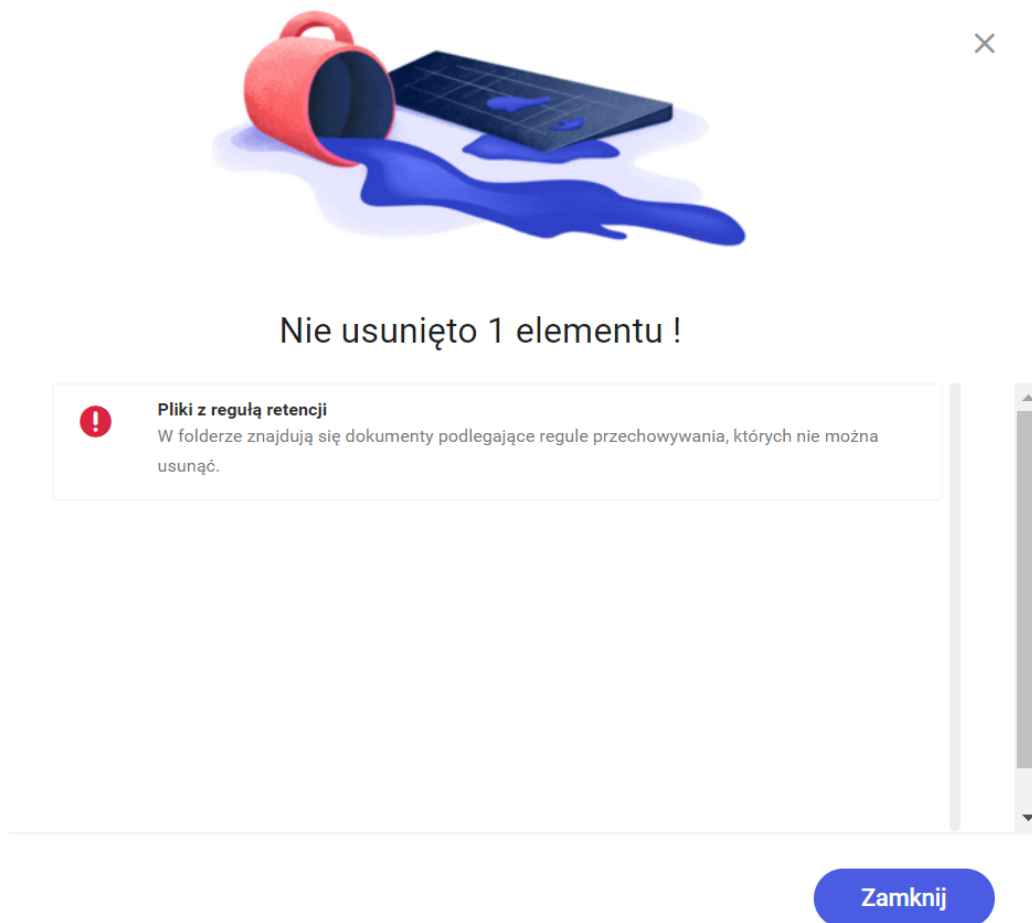 Nie usunięto 1 elementu !
Pliki z regułą retencji
W folderze znajdują się dokumenty podlegające regule przechowywania, których nie można
usunąć.
Zamknij